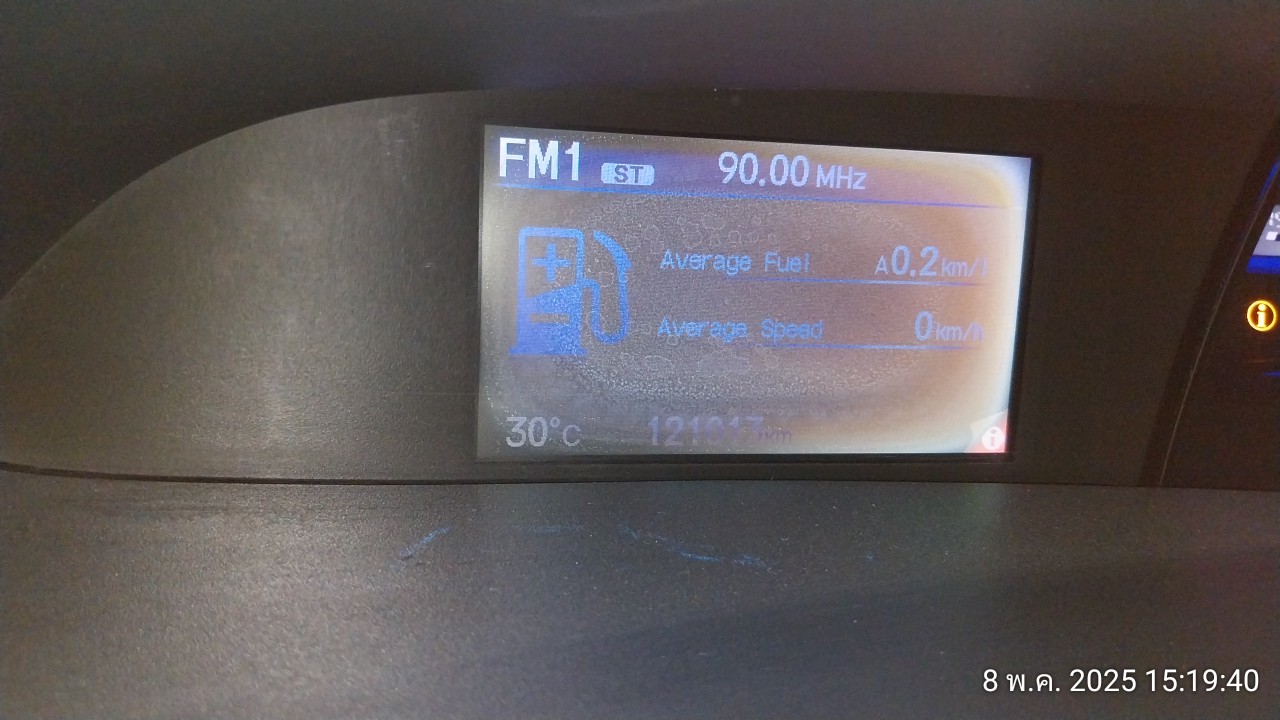 FM1 ST 90.00 MHz
Average Fuel A0.2 km/l
Average Speed 0 km/h
30°C km
8 พ.ค. 2025 15:19:40